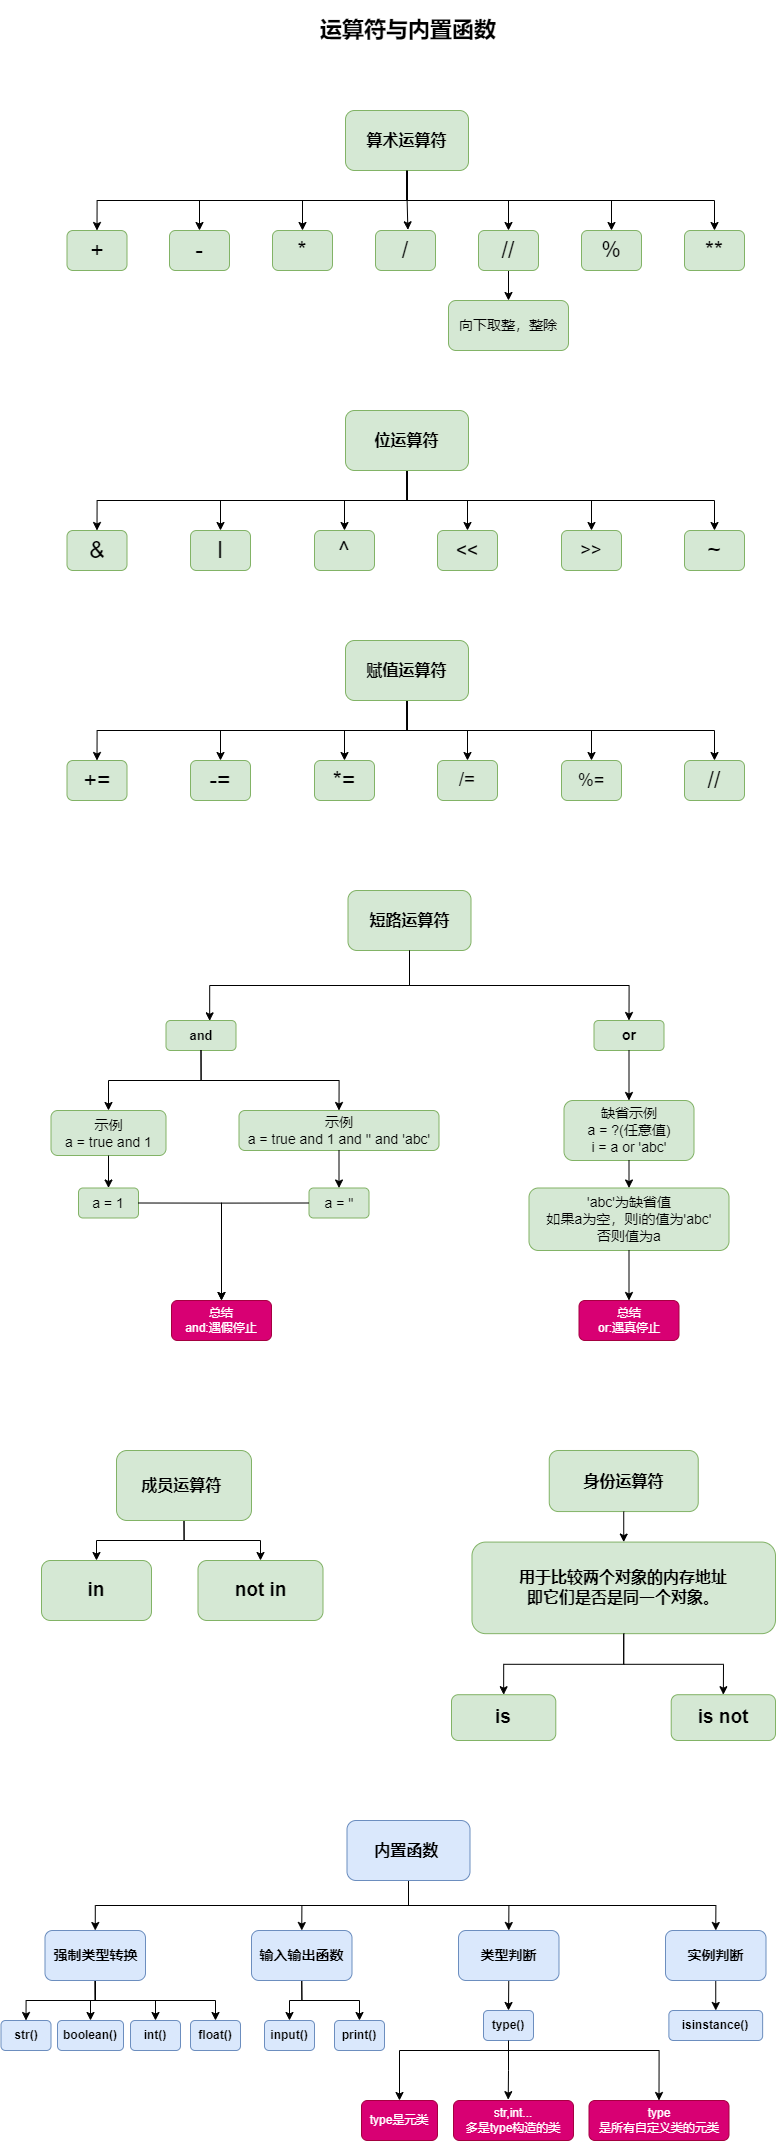 运算符与内置函数
算术运算符
+
-
*
/
//
%
**
向下取整，整除
位运算符
&
|
^
<<
>>
~
赋值运算符
+=
-=
*=
/=
%=
//
短路运算符
and
or
示例
a = true and 1
示例
a = true and 1 and '' and 'abc'
缺省示例
a = ?(任意值)
i = a or 'abc'
a = 1
a = ''
'abc'为缺省值
如果a为空，则i的值为'abc'
否则值为a
总结
and:遇假停止
总结
or:遇真停止
成员运算符
in
not in
身份运算符
用于比较两个对象的内存地址
即它们是否是同一个对象。
is
is not
内置函数
强制类型转换
输入输出函数
类型判断
实例判断
str()
boolean()
int()
float()
input()
print()
type()
isinstance()
type是元类
str,int...
多是type构造的类
type
是所有自定义类的元类